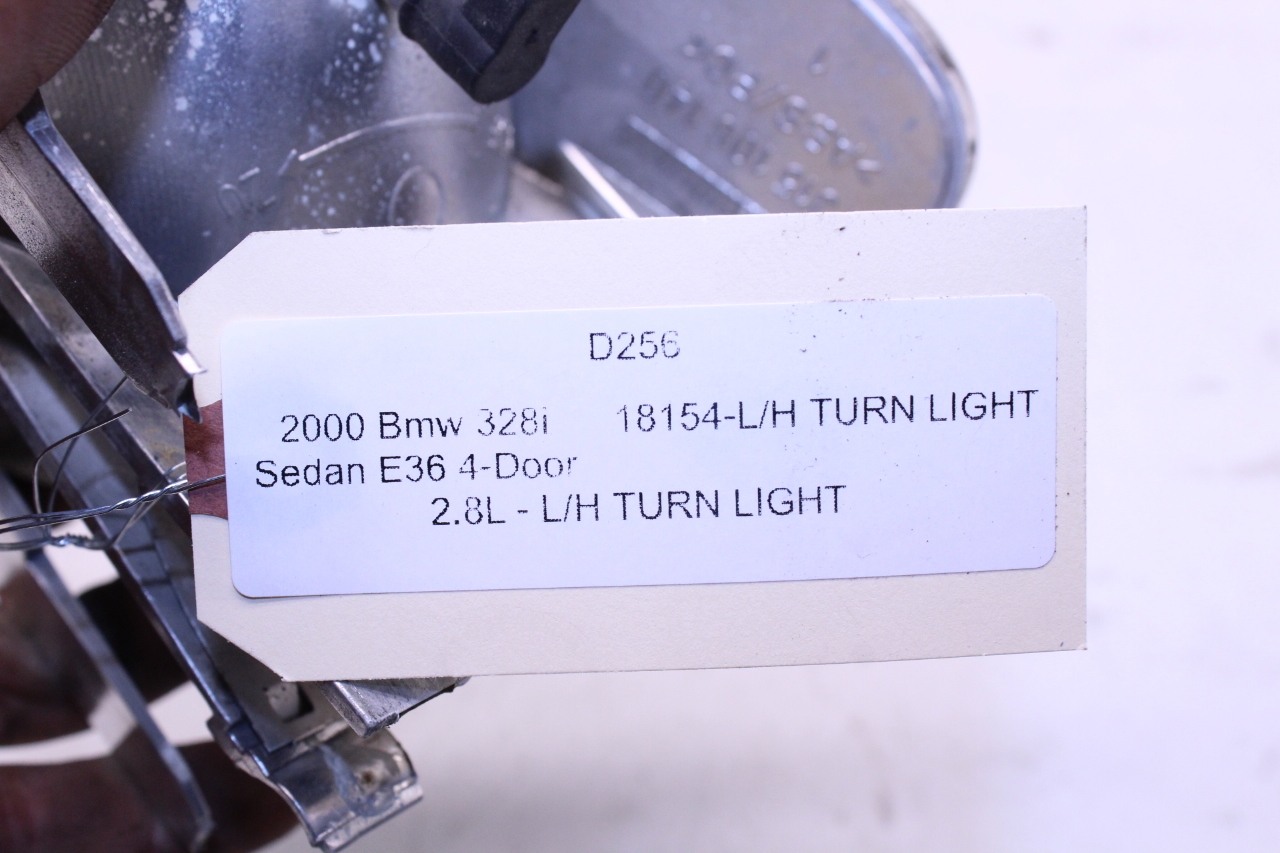 D256
2000 Bmw 328i 18154-L/H TURN LIGHT
Sedan E36 4-Door
2.8L - L/H TURN LIGHT